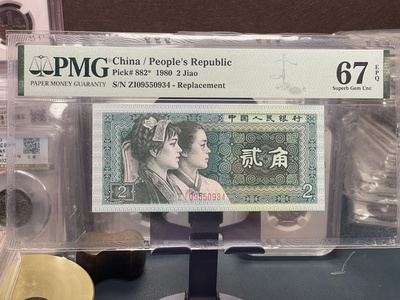 PMG
PAPER MONEY GUARANTY
China / People's Republic
Pick# 882* 1980 2 Jiao
S/N ZI09550934 - Replacement
67 EPQ
Superb Gem Unc
中国人民银行
贰角
2
ZI09550934
2